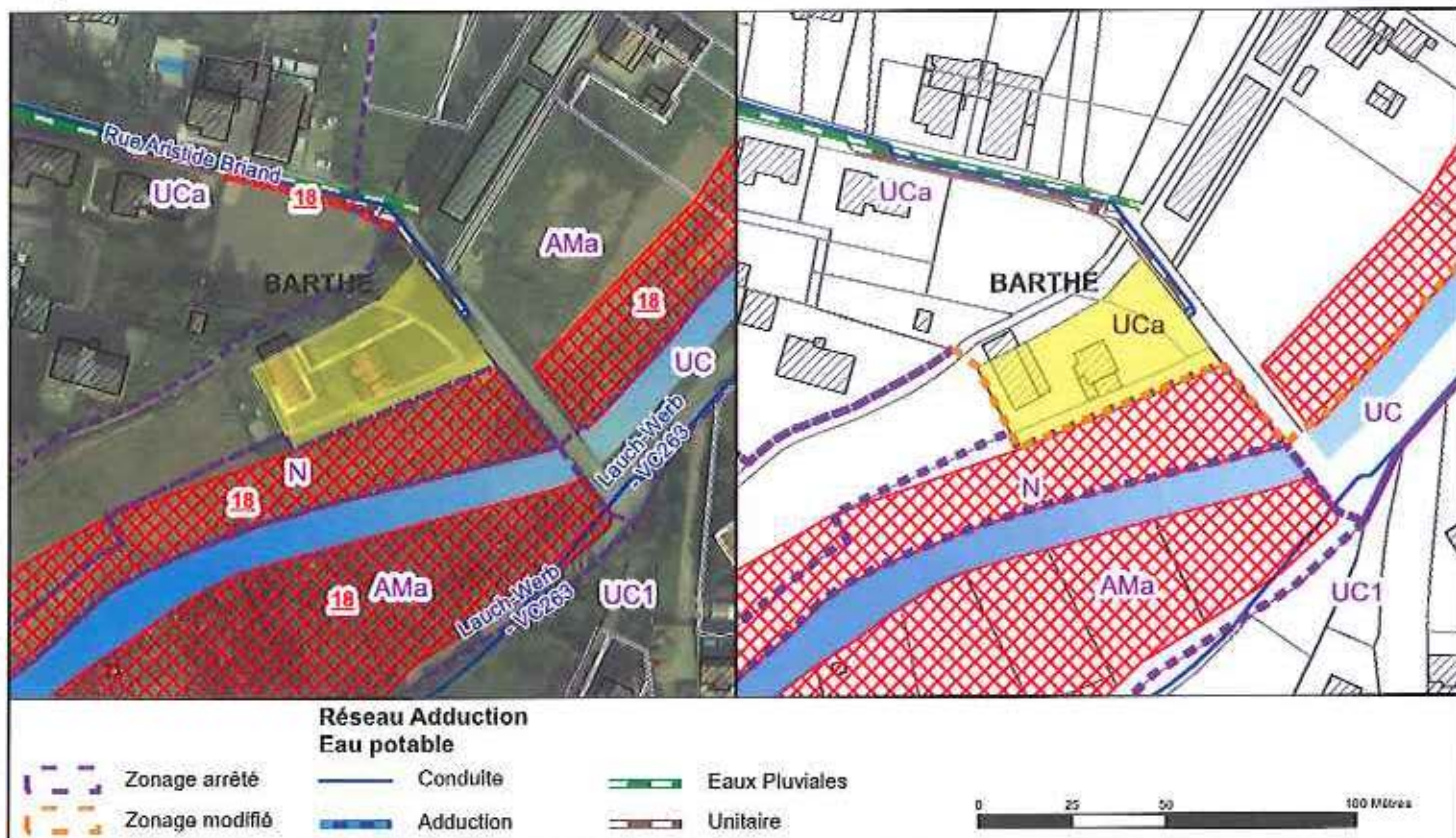 Rue Aristide Briand
UCa
18
AMa
BARTHE
18
UC
N
18
Lauch-Werb
- VC263
AMa
18
Lauch-Werb
- VC263
UC1
UCa
BARTHE
UCa
UC
N
AMa
UC1
Réseau Adduction
Eau potable
Zonage arrêté
Conduite
Eaux Pluviales
Zonage modifié
Adduction
Unitaire
0 25 50 100 Mètres